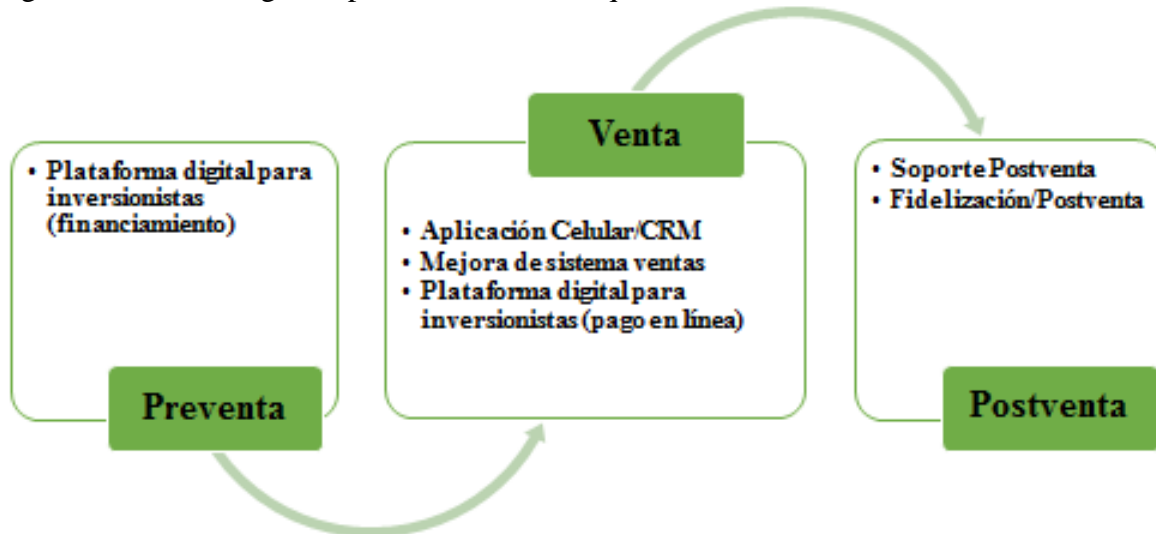 • Plataforma digital para
inversionistas
(financiamiento)
Preventa
Venta
• Aplicación Celular/CRM
• Mejora de sistema ventas
• Plataforma digital para
inversionistas (pago en línea)
• Soporte Postventa
• Fidelización/Postventa
Postventa